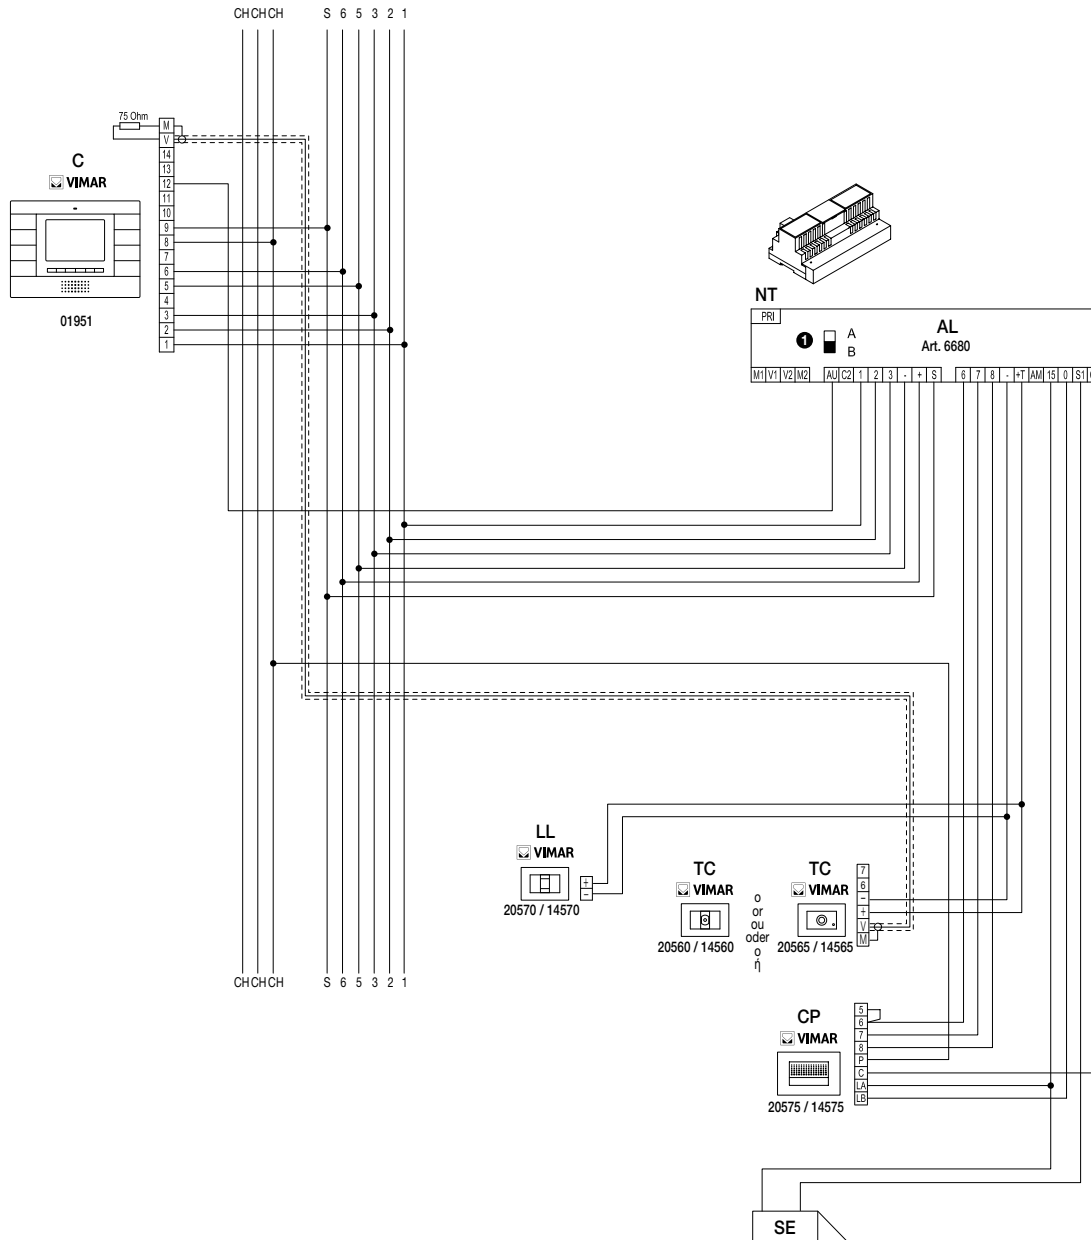 CH CH CH S 6 5 3 2 1
75 Ohm
M
V
14
13
12
11
10
9
8
7
6
5
4
3
2
1
C
VIMAR
01951
NT
PRI
1
A
B
AL
Art. 6680
M1 V1 V2 M2 AU C2 1 2 3 - + S 6 7 8 - +T AM 15 0 S1
LL
VIMAR
+
−
20570 / 14570
TC
VIMAR
20560 / 14560
o
or
ou
oder
o
ή
TC
VIMAR
20565 / 14565
7
6
−
+
V
M
CH CH CH S 6 5 3 2 1
CP
VIMAR
20575 / 14575
5
6
7
8
P
C
LA
LB
SE